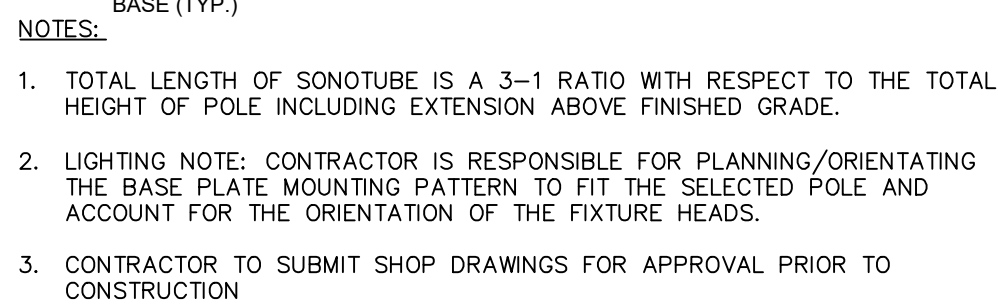 BASE (TYP.)
NOTES:
1. TOTAL LENGTH OF SONOTUBE IS A 3–1 RATIO WITH RESPECT TO THE TOTAL
HEIGHT OF POLE INCLUDING EXTENSION ABOVE FINISHED GRADE.
2. LIGHTING NOTE: CONTRACTOR IS RESPONSIBLE FOR PLANNING/ORIENTATING
THE BASE PLATE MOUNTING PATTERN TO FIT THE SELECTED POLE AND
ACCOUNT FOR THE ORIENTATION OF THE FIXTURE HEADS.
3. CONTRACTOR TO SUBMIT SHOP DRAWINGS FOR APPROVAL PRIOR TO
CONSTRUCTION